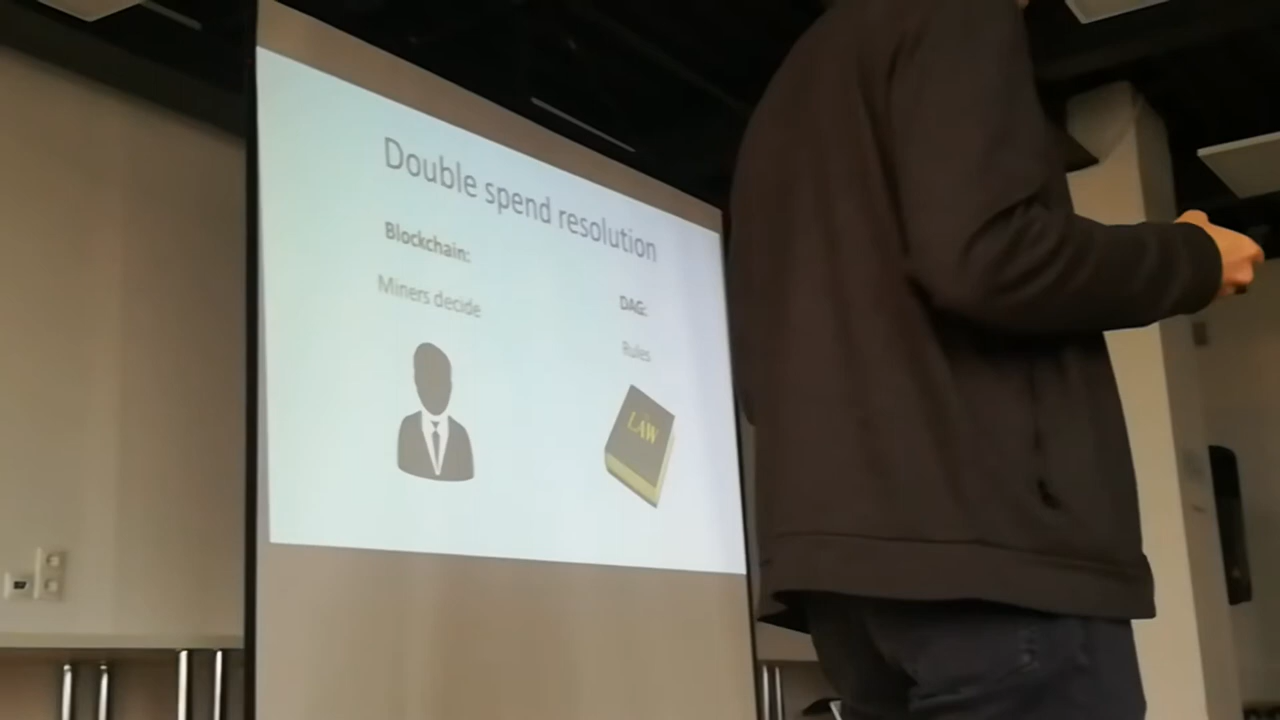 Double spend resolution
Blockchain:
Miners decide
DAG:
Rules
LAW